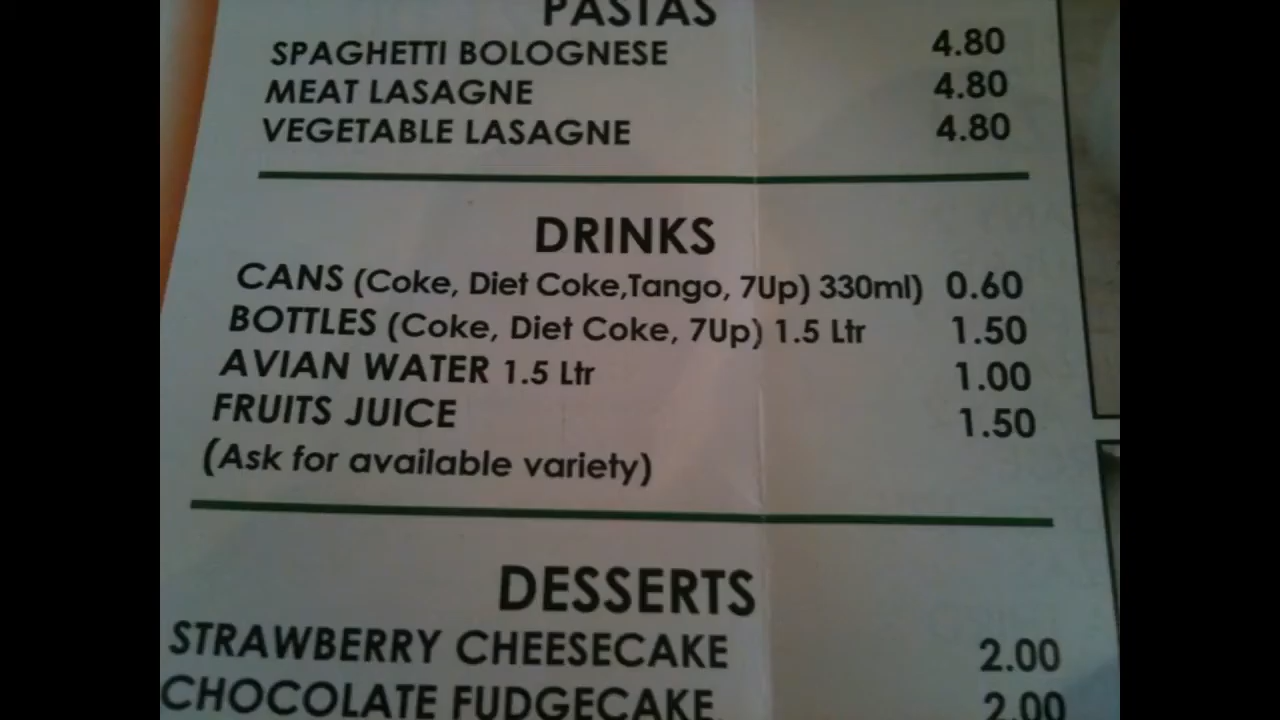 PASTAS
SPAGHETTI BOLOGNESE 4.80
MEAT LASAGNE 4.80
VEGETABLE LASAGNE 4.80
DRINKS
CANS (Coke, Diet Coke,Tango, 7Up) 330ml) 0.60
BOTTLES (Coke, Diet Coke, 7Up) 1.5 Ltr 1.50
AVIAN WATER 1.5 Ltr 1.00
FRUITS JUICE 1.50
(Ask for available variety)
DESSERTS
STRAWBERRY CHEESECAKE 2.00
CHOCOLATE FUDGECAKE 2.00